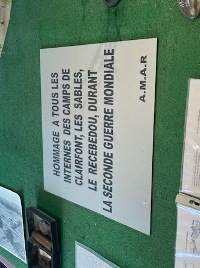 HOMMAGE A TOUS LES
INTERNES DES CAMPS DE
CLAIRFONT, LES SABLES,
LE RECEBEDOU, DURANT
LA SECONDE GUERRE MONDIALE
A.M.A.R